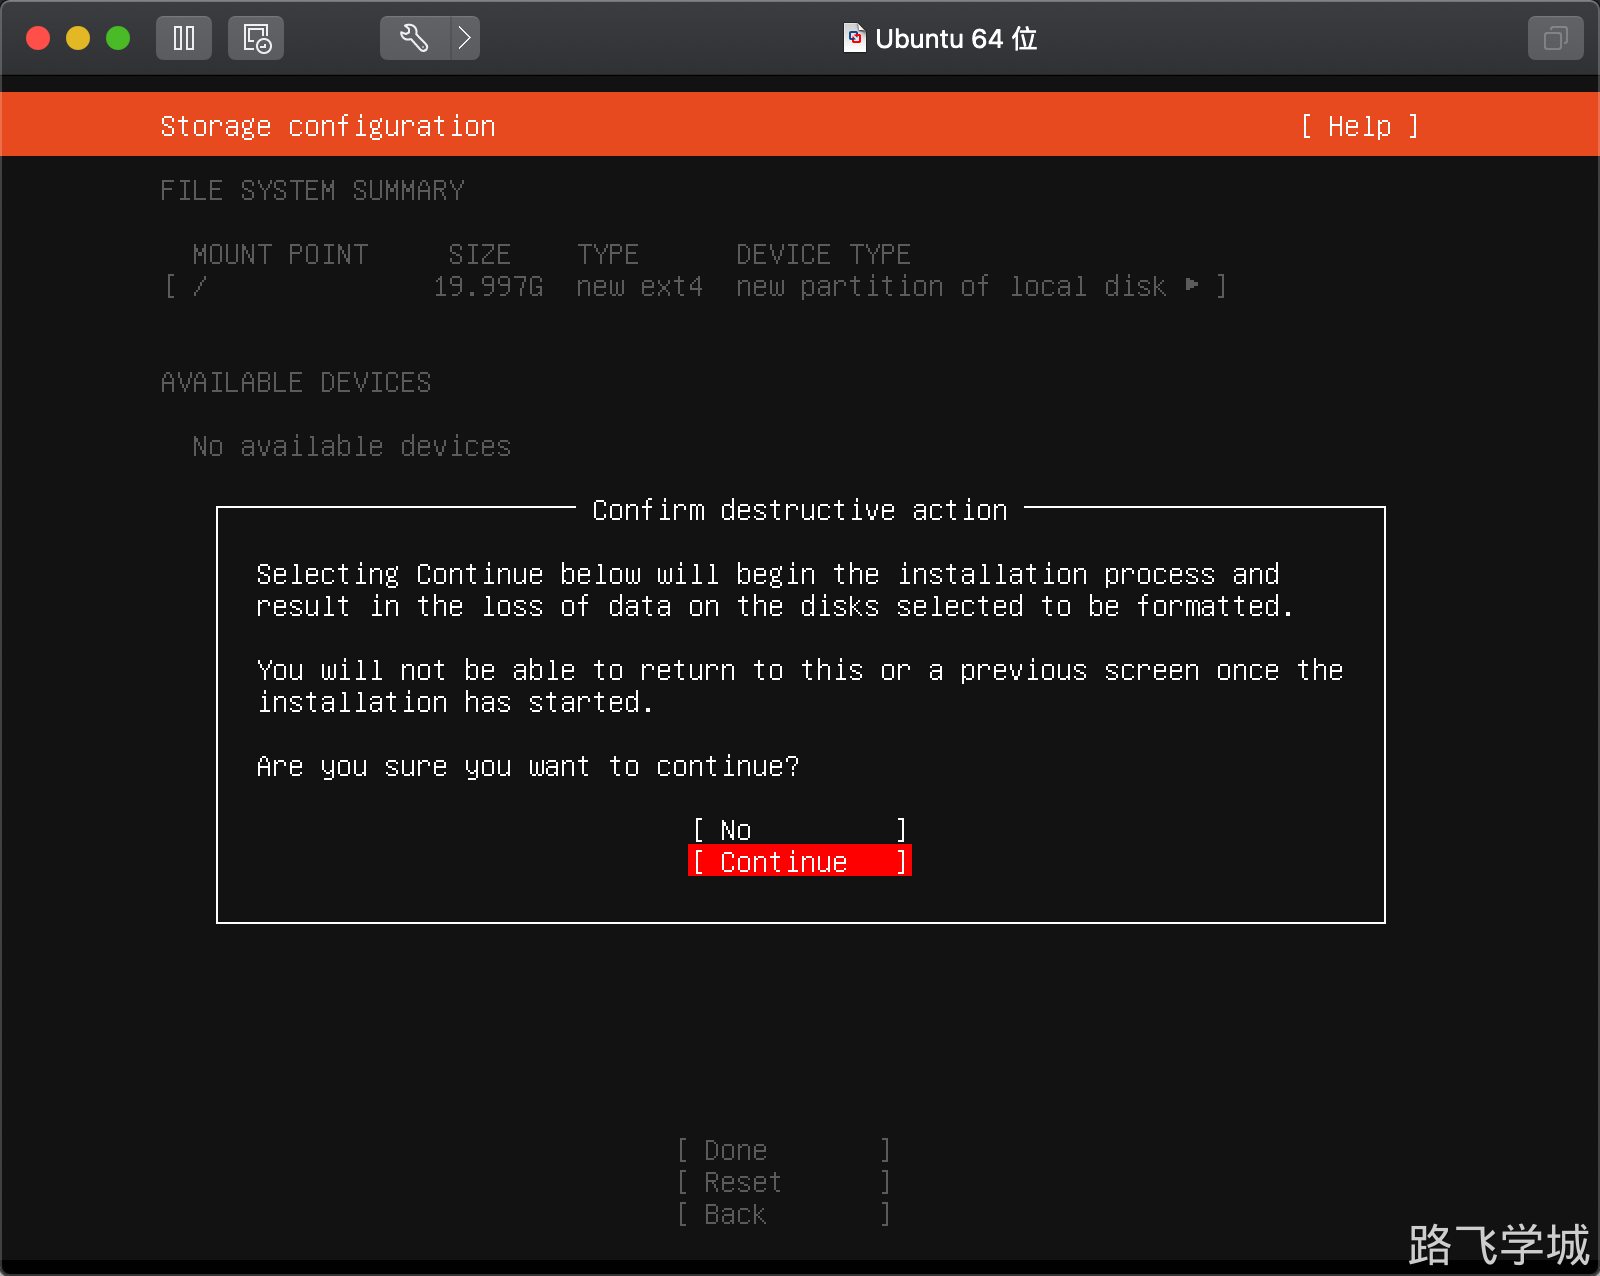 Ubuntu 64 位
Storage configuration [ Help ]
FILE SYSTEM SUMMARY
MOUNT POINT SIZE TYPE DEVICE TYPE
[ / 19.997G new ext4 new partition of local disk ▸ ]
AVAILABLE DEVICES
No available devices
Confirm destructive action
Selecting Continue below will begin the installation process and
result in the loss of data on the disks selected to be formatted.
You will not be able to return to this or a previous screen once the
installation has started.
Are you sure you want to continue?
[ No ]
[ Continue ]
[ Done ]
[ Reset ]
[ Back ]
路飞学城